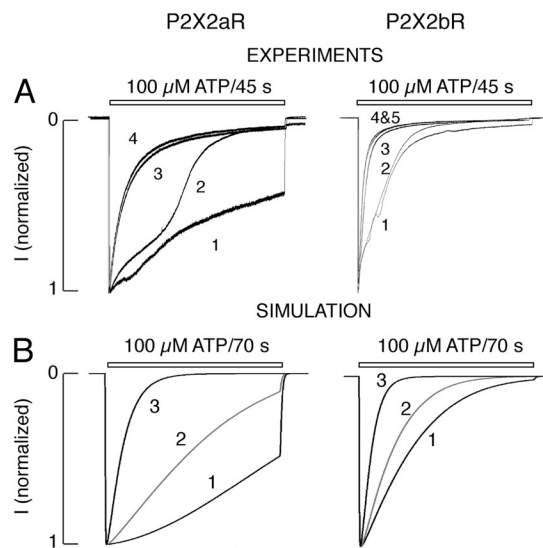 P2X2aR P2X2bR
EXPERIMENTS
A 100 µM ATP/45 s 100 µM ATP/45 s
0
4 4&5
3 3
2 2
1 1
I (normalized)
1
SIMULATION
B 100 µM ATP/70 s 100 µM ATP/70 s
0
3 3
2 2
1 1
I (normalized)
1